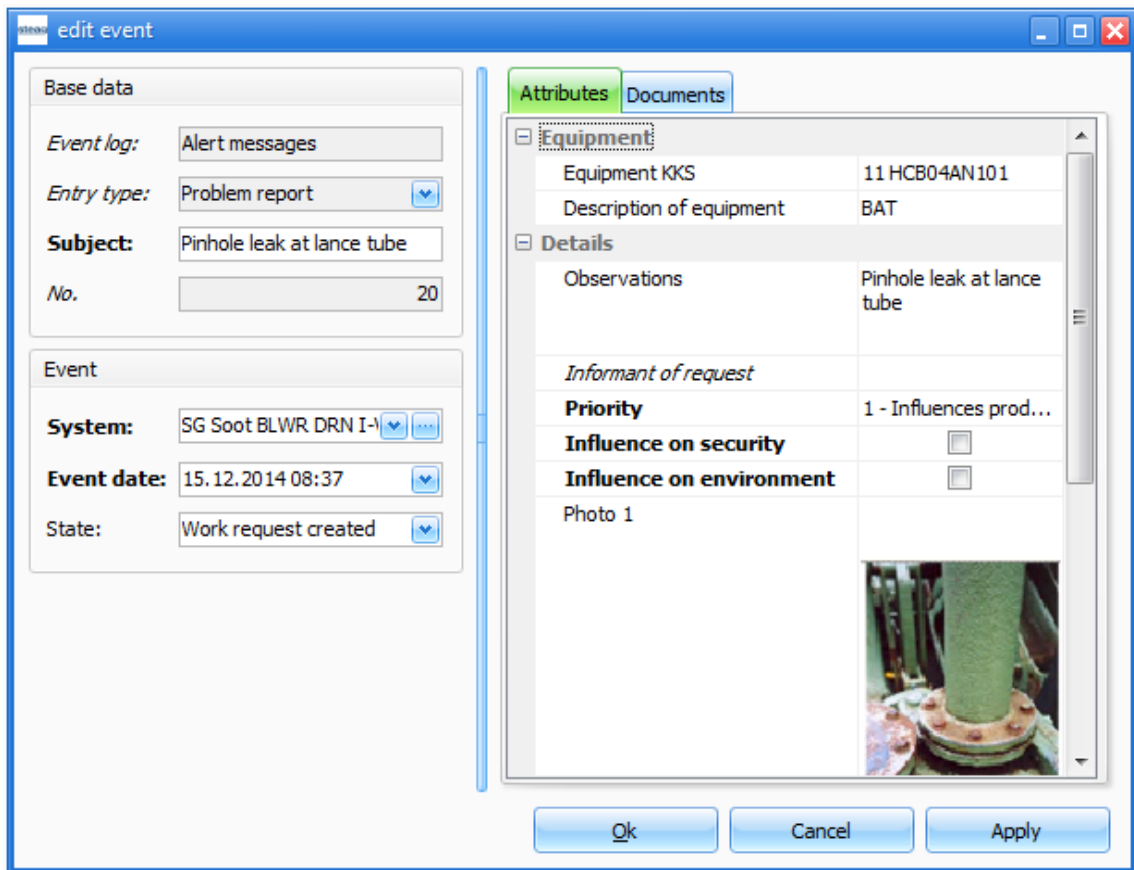 steag edit event
Base data
Event log: Alert messages
Entry type: Problem report
Subject: Pinhole leak at lance tube
No. 20
Event
System: SG Soot BLWR DRN I-
Event date: 15.12.2014 08:37
State: Work request created
Attributes Documents
Equipment
Equipment KKS 11 HCB04AN101
Description of equipment BAT
Details
Observations Pinhole leak at lance
tube
Informant of request
Priority 1 - Influences prod...
Influence on security
Influence on environment
Photo 1
Ok Cancel Apply